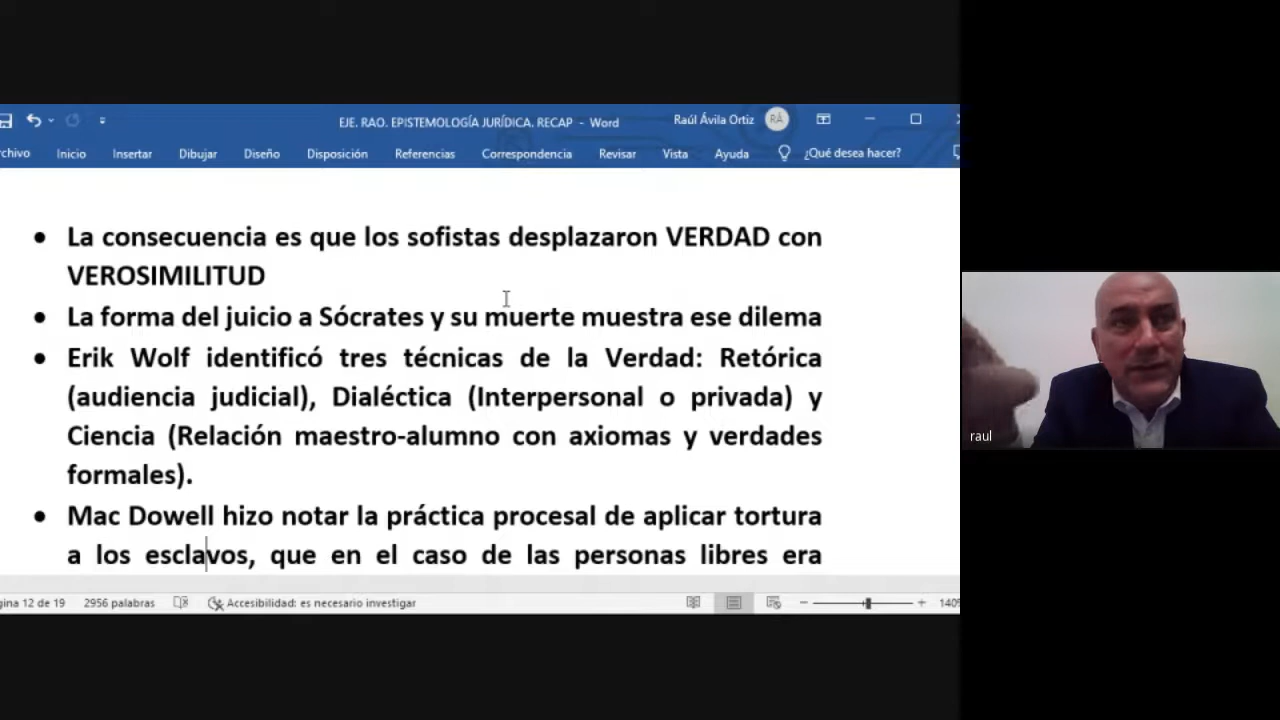 EJE. RAO. EPISTEMOLOGÍA JURÍDICA. RECAP - Word
Raúl Ávila Ortiz
RÁ
rchivo Inicio Insertar Dibujar Diseño Disposición Referencias Correspondencia Revisar Vista Ayuda ¿Qué desea hacer?
• La consecuencia es que los sofistas desplazaron VERDAD con
VEROSIMILITUD
• La forma del juicio a Sócrates y su muerte muestra ese dilema
• Erik Wolf identificó tres técnicas de la Verdad: Retórica
(audiencia judicial), Dialéctica (Interpersonal o privada) y
Ciencia (Relación maestro-alumno con axiomas y verdades
formales).
• Mac Dowell hizo notar la práctica procesal de aplicar tortura
a los esclavos, que en el caso de las personas libres era
gina 12 de 19 2956 palabras Accesibilidad: es necesario investigar
140%
raul